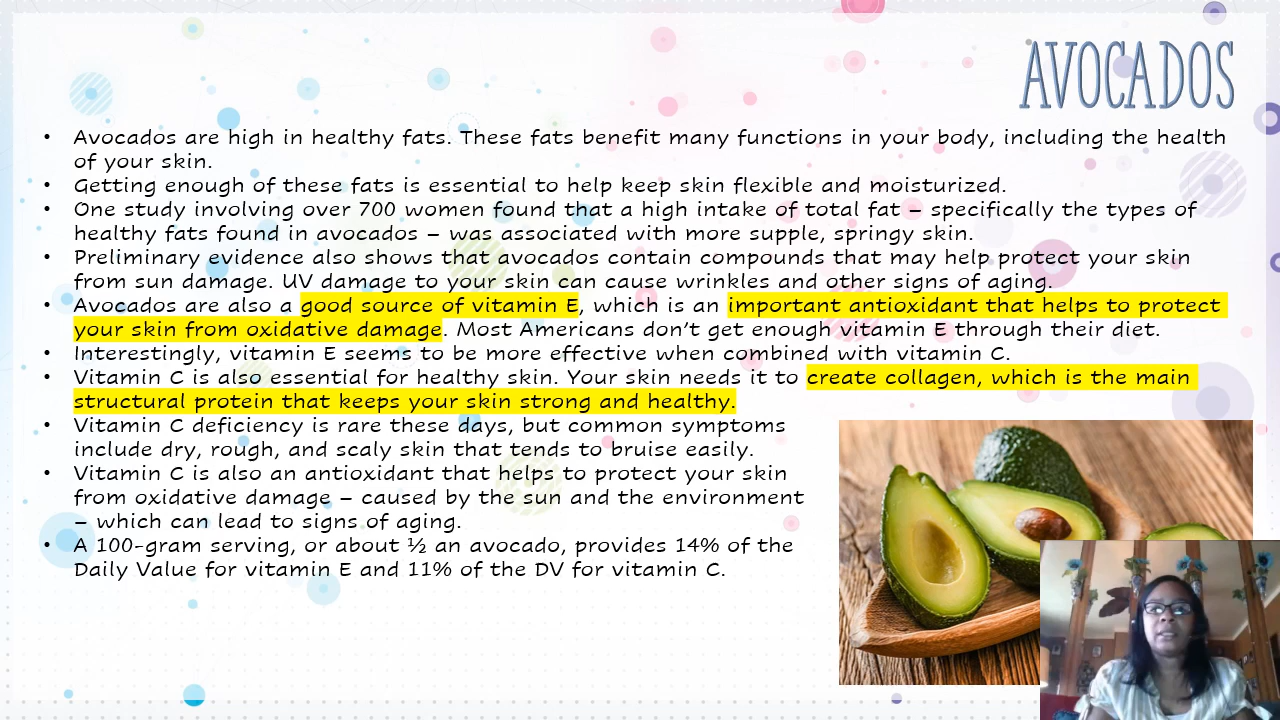 AVOCADOS
• Avocados are high in healthy fats. These fats benefit many functions in your body, including the health
of your skin.
• Getting enough of these fats is essential to help keep skin flexible and moisturized.
• One study involving over 700 women found that a high intake of total fat – specifically the types of
healthy fats found in avocados – was associated with more supple, springy skin.
• Preliminary evidence also shows that avocados contain compounds that may help protect your skin
from sun damage. UV damage to your skin can cause wrinkles and other signs of aging.
• Avocados are also a good source of vitamin E, which is an important antioxidant that helps to protect
your skin from oxidative damage. Most Americans don’t get enough vitamin E through their diet.
• Interestingly, vitamin E seems to be more effective when combined with vitamin C.
• Vitamin C is also essential for healthy skin. Your skin needs it to create collagen, which is the main
structural protein that keeps your skin strong and healthy.
• Vitamin C deficiency is rare these days, but common symptoms
include dry, rough, and scaly skin that tends to bruise easily.
• Vitamin C is also an antioxidant that helps to protect your skin
from oxidative damage – caused by the sun and the environment
– which can lead to signs of aging.
• A 100-gram serving, or about ½ an avocado, provides 14% of the
Daily Value for vitamin E and 11% of the DV for vitamin C.